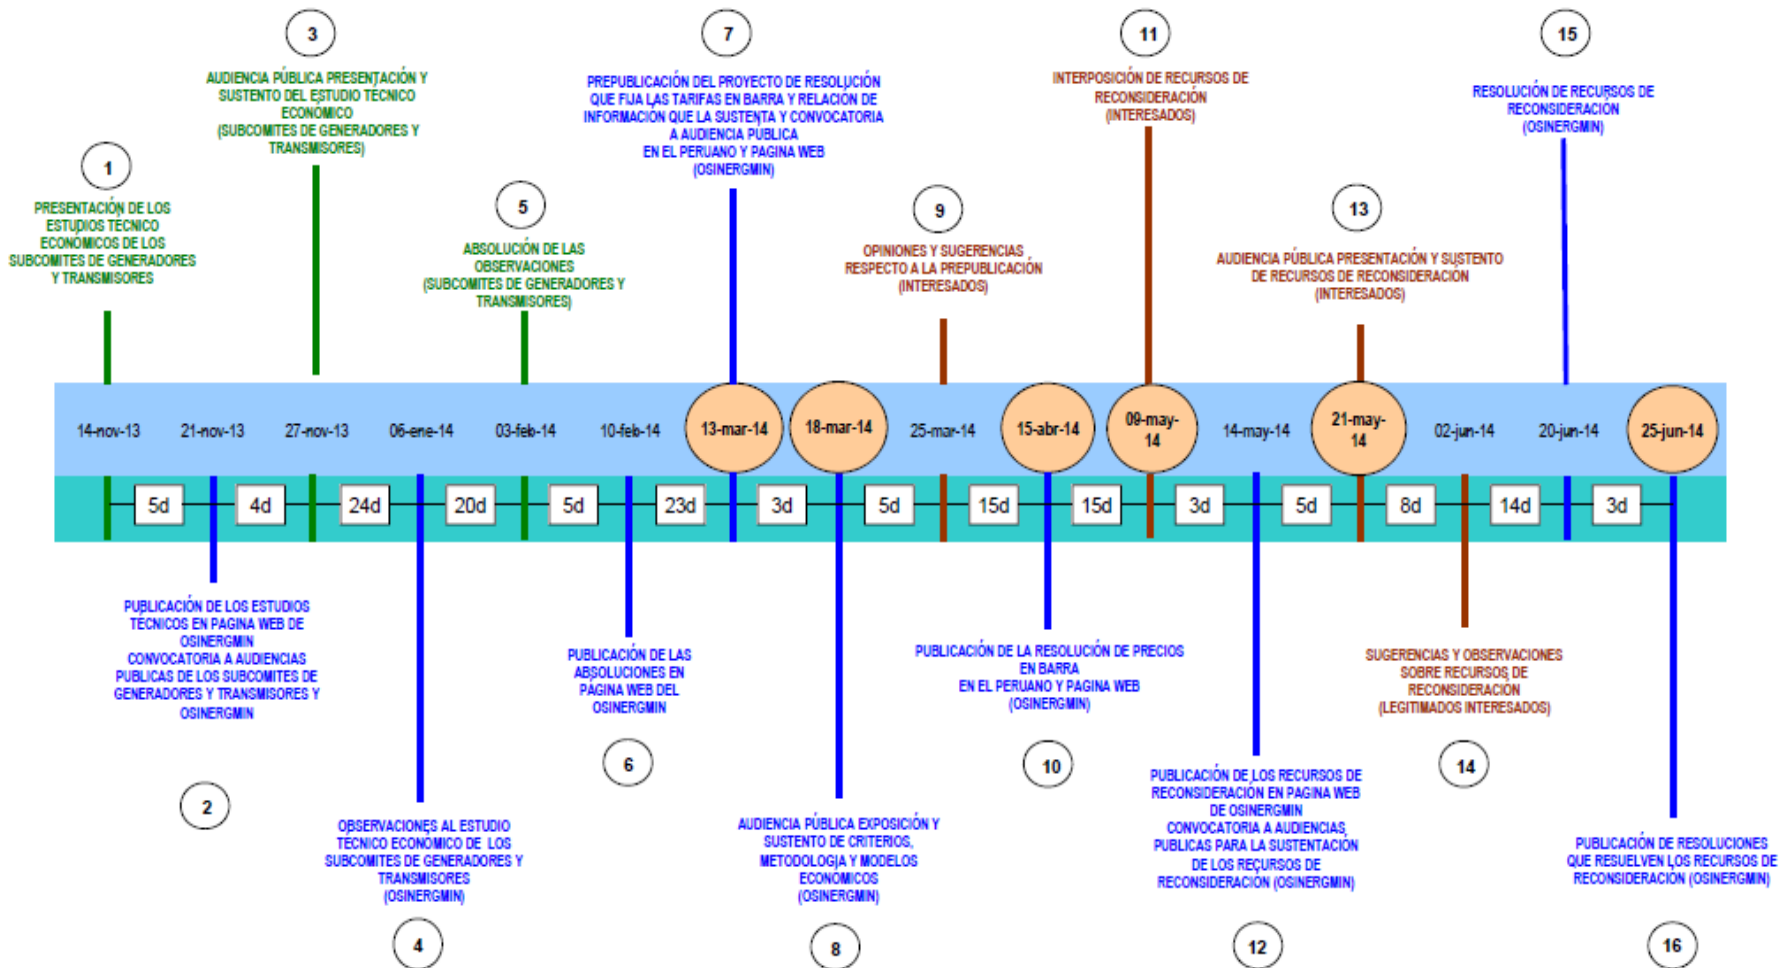 3
AUDIENCIA PÚBLICA PRESENTACIÓN Y
SUSTENTO DEL ESTUDIO TÉCNICO
ECONÓMICO
(SUBCOMITES DE GENERADORES Y
TRANSMISORES)
7
PREPUBLICACIÓN DEL PROYECTO DE RESOLUCIÓN
QUE FIJA LAS TARIFAS EN BARRA Y RELACIÓN DE
INFORMACIÓN QUE LA SUSTENTA Y CONVOCATORIA
A AUDIENCIA PÚBLICA
EN EL PERUANO Y PAGINA WEB
(OSINERGMIN)
11
INTERPOSICIÓN DE RECURSOS DE
RECONSIDERACIÓN
(INTERESADOS)
15
RESOLUCIÓN DE RECURSOS DE
RECONSIDERACIÓN
(OSINERGMIN)
1
PRESENTACIÓN DE LOS
ESTUDIOS TÉCNICO
ECONÓMICOS DE LOS
SUBCOMITES DE GENERADORES
Y TRANSMISORES
5
ABSOLUCIÓN DE LAS
OBSERVACIONES
(SUBCOMITES DE GENERADORES Y
TRANSMISORES)
9
OPINIONES Y SUGERENCIAS
RESPECTO A LA PREPUBLICACIÓN
(INTERESADOS)
13
AUDIENCIA PÚBLICA PRESENTACIÓN Y SUSTENTO
DE RECURSOS DE RECONSIDERACIÓN
(INTERESADOS)
14-nov-13
21-nov-13
27-nov-13
06-ene-14
03-feb-14
10-feb-14
13-mar-14
18-mar-14
25-mar-14
15-abr-14
09-may-
14
14-may-14
21-may-
14
02-jun-14
20-jun-14
25-jun-14
5d
4d
24d
20d
5d
23d
3d
5d
15d
15d
3d
5d
8d
14d
3d
PUBLICACIÓN DE LOS ESTUDIOS
TÉCNICOS EN PAGINA WEB DE
OSINERGMIN
CONVOCATORIA A AUDIENCIAS
PUBLICAS DE LOS SUBCOMITES DE
GENERADORES Y TRANSMISORES Y
OSINERGMIN
2
OBSERVACIONES AL ESTUDIO
TÉCNICO ECONÓMICO DE LOS
SUBCOMITES DE GENERADORES Y
TRANSMISORES
(OSINERGMIN)
4
PUBLICACIÓN DE LAS
ABSOLUCIONES EN
PÁGINA WEB DEL
OSINERGMIN
6
AUDIENCIA PÚBLICA EXPOSICIÓN Y
SUSTENTO DE CRITERIOS,
METODOLOGÍA Y MODELOS
ECONÓMICOS
(OSINERGMIN)
8
PUBLICACIÓN DE LA RESOLUCIÓN DE PRECIOS
EN BARRA
EN EL PERUANO Y PAGINA WEB
(OSINERGMIN)
10
PUBLICACIÓN DE LOS RECURSOS DE
RECONSIDERACIÓN EN PAGINA WEB
DE OSINERGMIN
CONVOCATORIA A AUDIENCIAS
PUBLICAS PARA LA SUSTENTACIÓN
DE LOS RECURSOS DE
RECONSIDERACIÓN (OSINERGMIN)
12
SUGERENCIAS Y OBSERVACIONES
SOBRE RECURSOS DE
RECONSIDERACIÓN
(LEGITIMADOS INTERESADOS)
14
PUBLICACIÓN DE RESOLUCIONES
QUE RESUELVEN LOS RECURSOS DE
RECONSIDERACIÓN (OSINERGMIN)
16